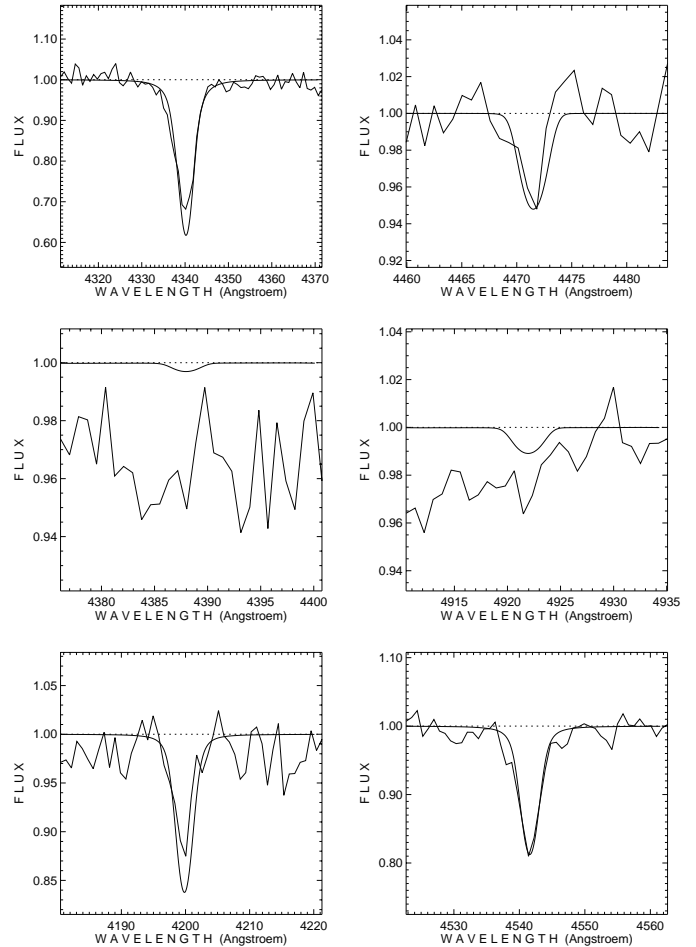 1.10
1.00
0.90
0.80
0.70
0.60
FLUX
4320 4330 4340 4350 4360 4370
WAVELENGTH (Angstroem)
1.04
1.02
1.00
0.98
0.96
0.94
0.92
FLUX
4460 4465 4470 4475 4480
WAVELENGTH (Angstroem)
1.00
0.98
0.96
0.94
FLUX
4380 4385 4390 4395 4400
WAVELENGTH (Angstroem)
1.04
1.02
1.00
0.98
0.96
0.94
FLUX
4915 4920 4925 4930 4935
WAVELENGTH (Angstroem)
1.05
1.00
0.95
0.90
0.85
FLUX
4190 4200 4210 4220
WAVELENGTH (Angstroem)
1.10
1.00
0.90
0.80
FLUX
4530 4540 4550 4560
WAVELENGTH (Angstroem)